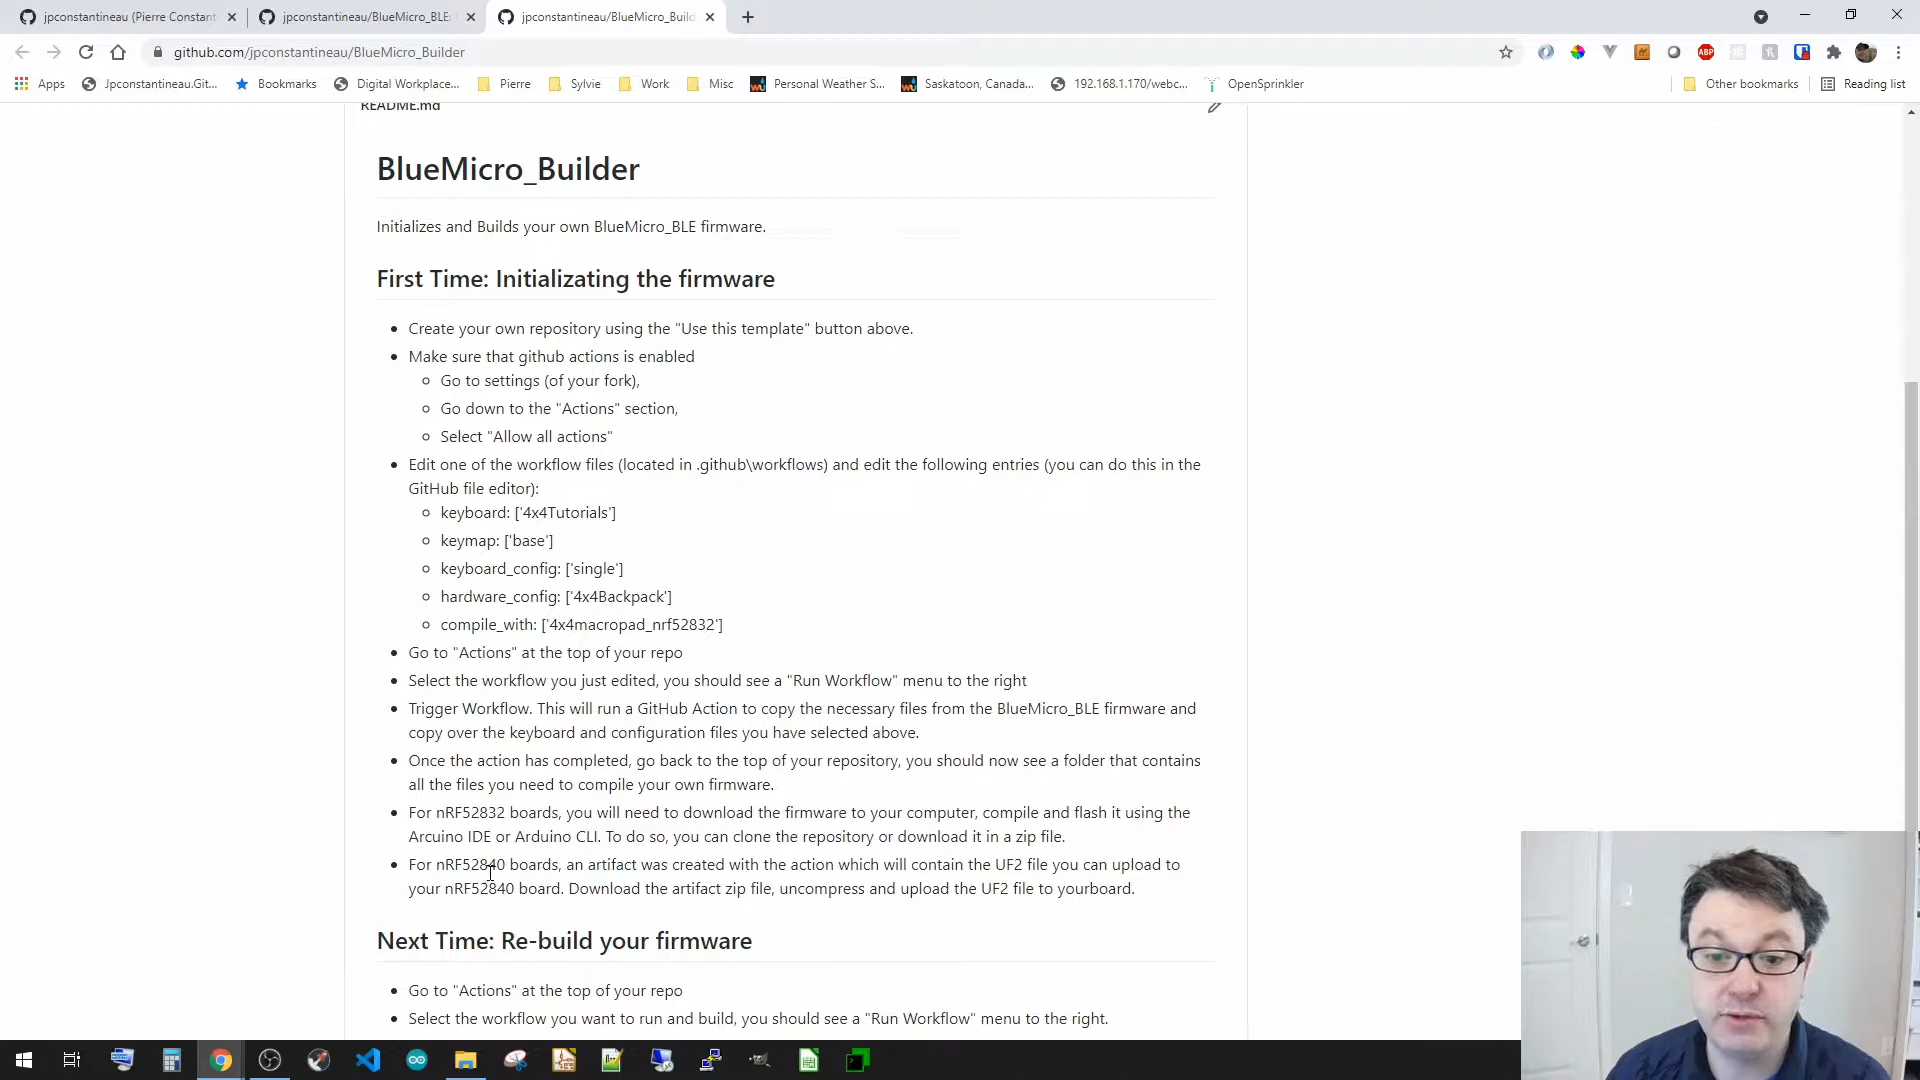 jpconstantineau (Pierre Constant
jpconstantineau/BlueMicro_BLE:
jpconstantineau/BlueMicro_Build
github.com/jpconstantineau/BlueMicro_Builder
ABP
Apps
Jpconstantineau.Git...
Bookmarks
Digital Workplace...
Pierre
Sylvie
Work
Misc
Personal Weather S...
Saskatoon, Canada...
192.168.1.170/webc...
OpenSprinkler
Other bookmarks
Reading list
README.md
BlueMicro_Builder
Initializes and Builds your own BlueMicro_BLE firmware.
First Time: Initializating the firmware
Create your own repository using the "Use this template" button above.
Make sure that github actions is enabled
Go to settings (of your fork),
Go down to the "Actions" section,
Select "Allow all actions"
Edit one of the workflow files (located in .github\workflows) and edit the following entries (you can do this in the
GitHub file editor):
keyboard: ['4x4Tutorials']
keymap: ['base']
keyboard_config: ['single']
hardware_config: ['4x4Backpack']
compile_with: ['4x4macropad_nrf52832']
Go to "Actions" at the top of your repo
Select the workflow you just edited, you should see a "Run Workflow" menu to the right
Trigger Workflow. This will run a GitHub Action to copy the necessary files from the BlueMicro_BLE firmware and
copy over the keyboard and configuration files you have selected above.
Once the action has completed, go back to the top of your repository, you should now see a folder that contains
all the files you need to compile your own firmware.
For nRF52832 boards, you will need to download the firmware to your computer, compile and flash it using the
Arcuino IDE or Arduino CLI. To do so, you can clone the repository or download it in a zip file.
For nRF52840 boards, an artifact was created with the action which will contain the UF2 file you can upload to
your nRF52840 board. Download the artifact zip file, uncompress and upload the UF2 file to yourboard.
Next Time: Re-build your firmware
Go to "Actions" at the top of your repo
Select the workflow you want to run and build, you should see a "Run Workflow" menu to the right.